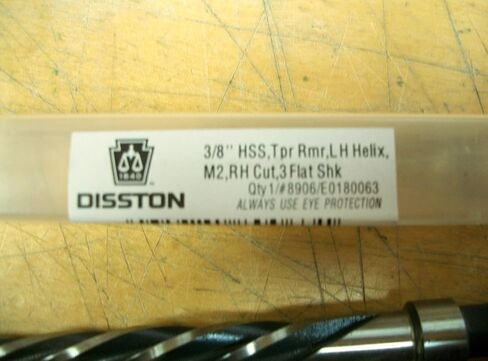 3/8" HSS,Tpr Rmr,LH Helix,
M2,RH Cut,3 Flat Shk
Qty 1/#8906/E0180063
ALWAYS USE EYE PROTECTION
1840
DISSTON